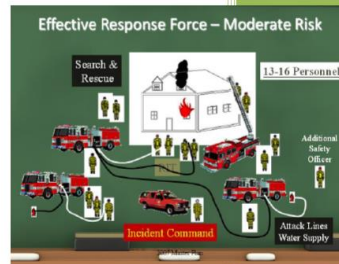 Effective Response Force – Moderate Risk
Search &
Rescue
13-16 Personnel
Additional
Safety
Officer
Incident Command
Attack Lines
Water Supply